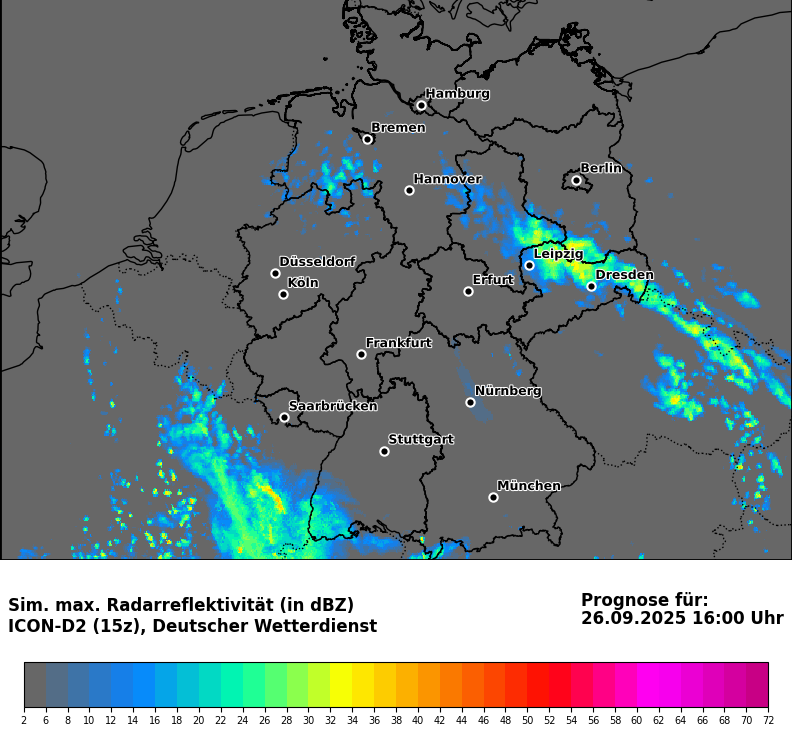 Hamburg
Bremen
Berlin
Hannover
Leipzig
Düsseldorf
Dresden
Köln
Erfurt
Frankfurt
Nürnberg
Saarbrücken
Stuttgart
München
Sim. max. Radarreflektivität (in dBZ)
ICON-D2 (15z), Deutscher Wetterdienst
Prognose für:
26.09.2025 16:00 Uhr
2 6 8 10 12 14 16 18 20 22 24 26 28 30 32 34 36 38 40 42 44 46 48 50 52 54 56 58 60 62 64 66 68 70 72